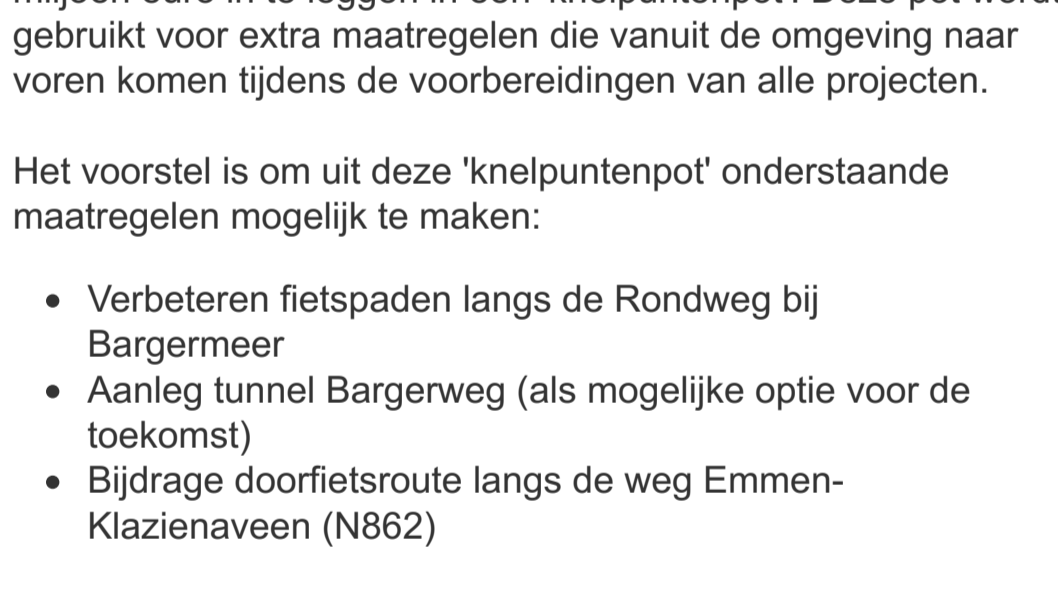 gebruikt voor extra maatregelen die vanuit de omgeving naar
voren komen tijdens de voorbereidingen van alle projecten.
Het voorstel is om uit deze 'knelpuntenpot' onderstaande
maatregelen mogelijk te maken:
• Verbeteren fietspaden langs de Rondweg bij
Bargermeer
• Aanleg tunnel Bargerweg (als mogelijke optie voor de
toekomst)
• Bijdrage doorfietsroute langs de weg Emmen-
Klazienaveen (N862)